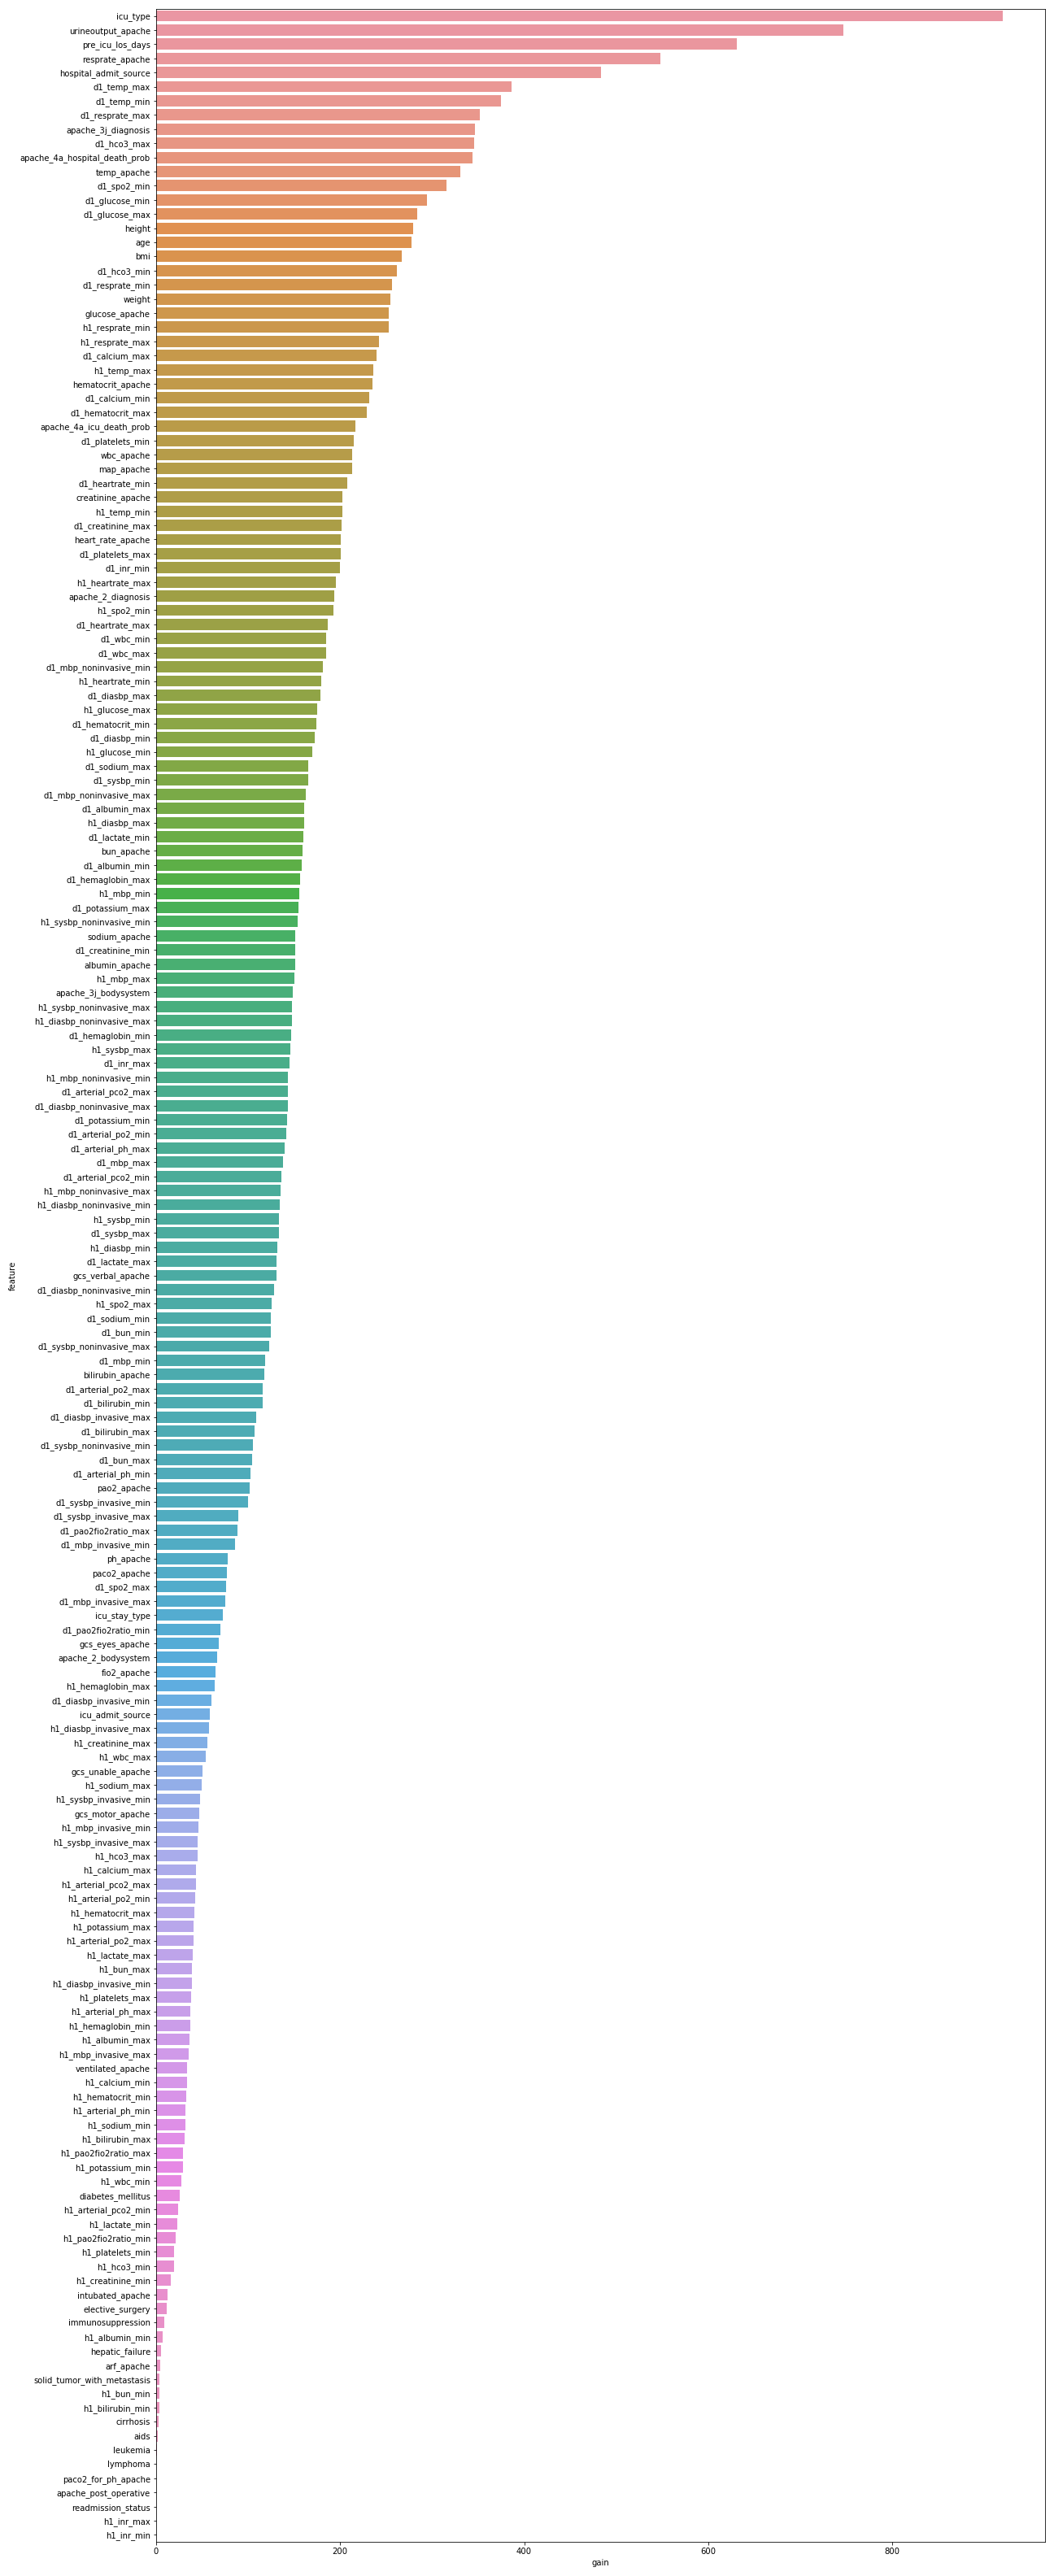 icu_type
urineoutput_apache
pre_icu_los_days
resprate_apache
hospital_admit_source
d1_temp_max
d1_temp_min
d1_resprate_max
apache_3j_diagnosis
d1_hco3_max
apache_4a_hospital_death_prob
temp_apache
d1_spo2_min
d1_glucose_min
d1_glucose_max
height
age
bmi
d1_hco3_min
d1_resprate_min
weight
glucose_apache
h1_resprate_min
h1_resprate_max
d1_calcium_max
h1_temp_max
hematocrit_apache
d1_calcium_min
d1_hematocrit_max
apache_4a_icu_death_prob
d1_platelets_min
wbc_apache
map_apache
d1_heartrate_min
creatinine_apache
h1_temp_min
d1_creatinine_max
heart_rate_apache
d1_platelets_max
d1_inr_min
h1_heartrate_max
apache_2_diagnosis
h1_spo2_min
d1_heartrate_max
d1_wbc_min
d1_wbc_max
d1_mbp_noninvasive_min
h1_heartrate_min
d1_diasbp_max
h1_glucose_max
d1_hematocrit_min
d1_diasbp_min
h1_glucose_min
d1_sodium_max
d1_sysbp_min
d1_mbp_noninvasive_max
d1_albumin_max
h1_diasbp_max
d1_lactate_min
bun_apache
d1_albumin_min
d1_hemaglobin_max
h1_mbp_min
d1_potassium_max
h1_sysbp_noninvasive_min
sodium_apache
d1_creatinine_min
albumin_apache
h1_mbp_max
apache_3j_bodysystem
h1_sysbp_noninvasive_max
h1_diasbp_noninvasive_max
d1_hemaglobin_min
h1_sysbp_max
d1_inr_max
h1_mbp_noninvasive_min
d1_arterial_pco2_max
d1_diasbp_noninvasive_max
d1_potassium_min
d1_arterial_po2_min
d1_arterial_ph_max
d1_mbp_max
d1_arterial_pco2_min
h1_mbp_noninvasive_max
h1_diasbp_noninvasive_min
h1_sysbp_min
d1_sysbp_max
h1_diasbp_min
d1_lactate_max
gcs_verbal_apache
feature
d1_diasbp_noninvasive_min
h1_spo2_max
d1_sodium_min
d1_bun_min
d1_sysbp_noninvasive_max
d1_mbp_min
bilirubin_apache
d1_arterial_po2_max
d1_bilirubin_min
d1_diasbp_invasive_max
d1_bilirubin_max
d1_sysbp_noninvasive_min
d1_bun_max
d1_arterial_ph_min
pao2_apache
d1_sysbp_invasive_min
d1_sysbp_invasive_max
d1_pao2fio2ratio_max
d1_mbp_invasive_min
ph_apache
paco2_apache
d1_spo2_max
d1_mbp_invasive_max
icu_stay_type
d1_pao2fio2ratio_min
gcs_eyes_apache
apache_2_bodysystem
fio2_apache
h1_hemaglobin_max
d1_diasbp_invasive_min
icu_admit_source
h1_diasbp_invasive_max
h1_creatinine_max
h1_wbc_max
gcs_unable_apache
h1_sodium_max
h1_sysbp_invasive_min
gcs_motor_apache
h1_mbp_invasive_min
h1_sysbp_invasive_max
h1_hco3_max
h1_calcium_max
h1_arterial_pco2_max
h1_arterial_po2_min
h1_hematocrit_max
h1_potassium_max
h1_arterial_po2_max
h1_lactate_max
h1_bun_max
h1_diasbp_invasive_min
h1_platelets_max
h1_arterial_ph_max
h1_hemaglobin_min
h1_albumin_max
h1_mbp_invasive_max
ventilated_apache
h1_calcium_min
h1_hematocrit_min
h1_arterial_ph_min
h1_sodium_min
h1_bilirubin_max
h1_pao2fio2ratio_max
h1_potassium_min
h1_wbc_min
diabetes_mellitus
h1_arterial_pco2_min
h1_lactate_min
h1_pao2fio2ratio_min
h1_platelets_min
h1_hco3_min
h1_creatinine_min
intubated_apache
elective_surgery
immunosuppression
h1_albumin_min
hepatic_failure
arf_apache
solid_tumor_with_metastasis
h1_bun_min
h1_bilirubin_min
cirrhosis
aids
leukemia
lymphoma
paco2_for_ph_apache
apache_post_operative
readmission_status
h1_inr_max
h1_inr_min
0 200 400 600 800
gain